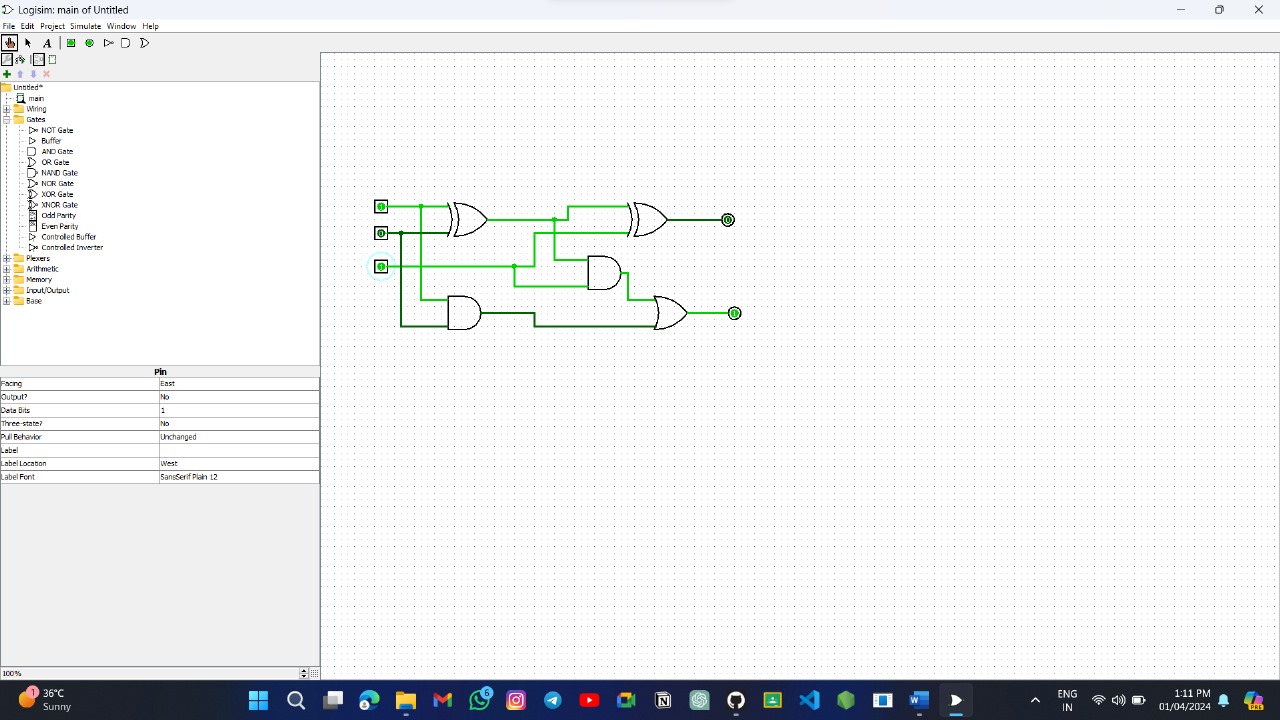 Logisim: main of Untitled
File Edit Project Simulate Window Help
A
Untitled*
main
Wiring
Gates
NOT Gate
Buffer
AND Gate
OR Gate
NAND Gate
NOR Gate
XOR Gate
XNOR Gate
Odd Parity
Even Parity
Controlled Buffer
Controlled Inverter
Plexers
Arithmetic
Memory
Input/Output
Base
1
0
0
1
1
Pin
Facing East
Output? No
Data Bits 1
Three-state? No
Pull Behavior Unchanged
Label
Label Location West
Label Font SansSerif Plain 12
100%
1 36°C
Sunny
6
ENG
IN
1:11 PM
01/04/2024